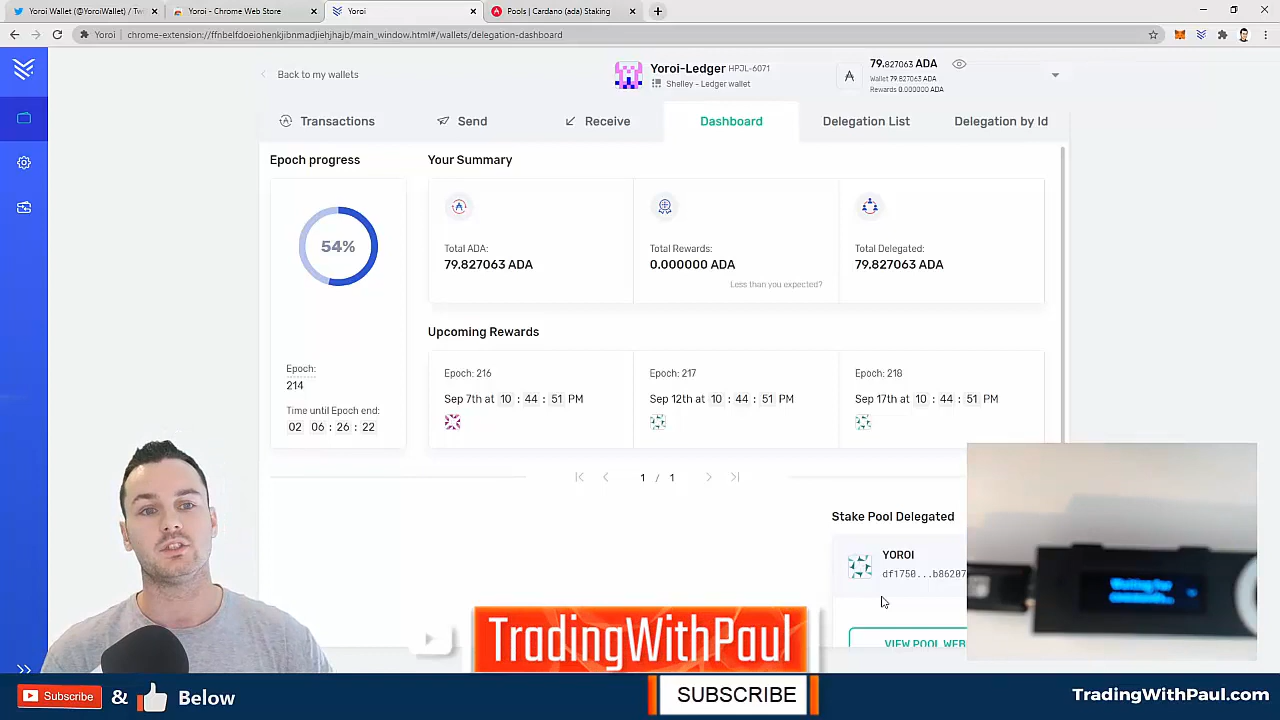 Yoroi Wallet (@YoroiWallet) / Twi
Yoroi - Chrome Web Store
Yoroi
Pools | Cardano (ada) Staking
Yoroi
chrome-extension://ffnbelfdoeiohenkjibnmadjiehjhajb/main_window.html#/wallets/delegation-dashboard
Back to my wallets
Yoroi-Ledger HPJL-6071
Shelley - Ledger wallet
79.827063 ADA
Wallet 79.827063 ADA
Rewards 0.000000 ADA
Transactions
Send
Receive
Dashboard
Delegation List
Delegation by Id
Epoch progress
54%
Epoch:
214
Time until Epoch end:
02 06 : 26 : 22
Your Summary
Total ADA:
79.827063 ADA
Total Rewards:
0.000000 ADA
Less than you expected?
Total Delegated:
79.827063 ADA
Upcoming Rewards
Epoch: 216
Sep 7th at 10 : 44 : 51 PM
Epoch: 217
Sep 12th at 10 : 44 : 51 PM
Epoch: 218
Sep 17th at 10 : 44 : 51 PM
1 / 1
Stake Pool Delegated
YOROI
df1750...b86207
VIEW POOL WEB
Waiting for
TradingWithPaul
SUBSCRIBE
Subscribe & Below
TradingWithPaul.com